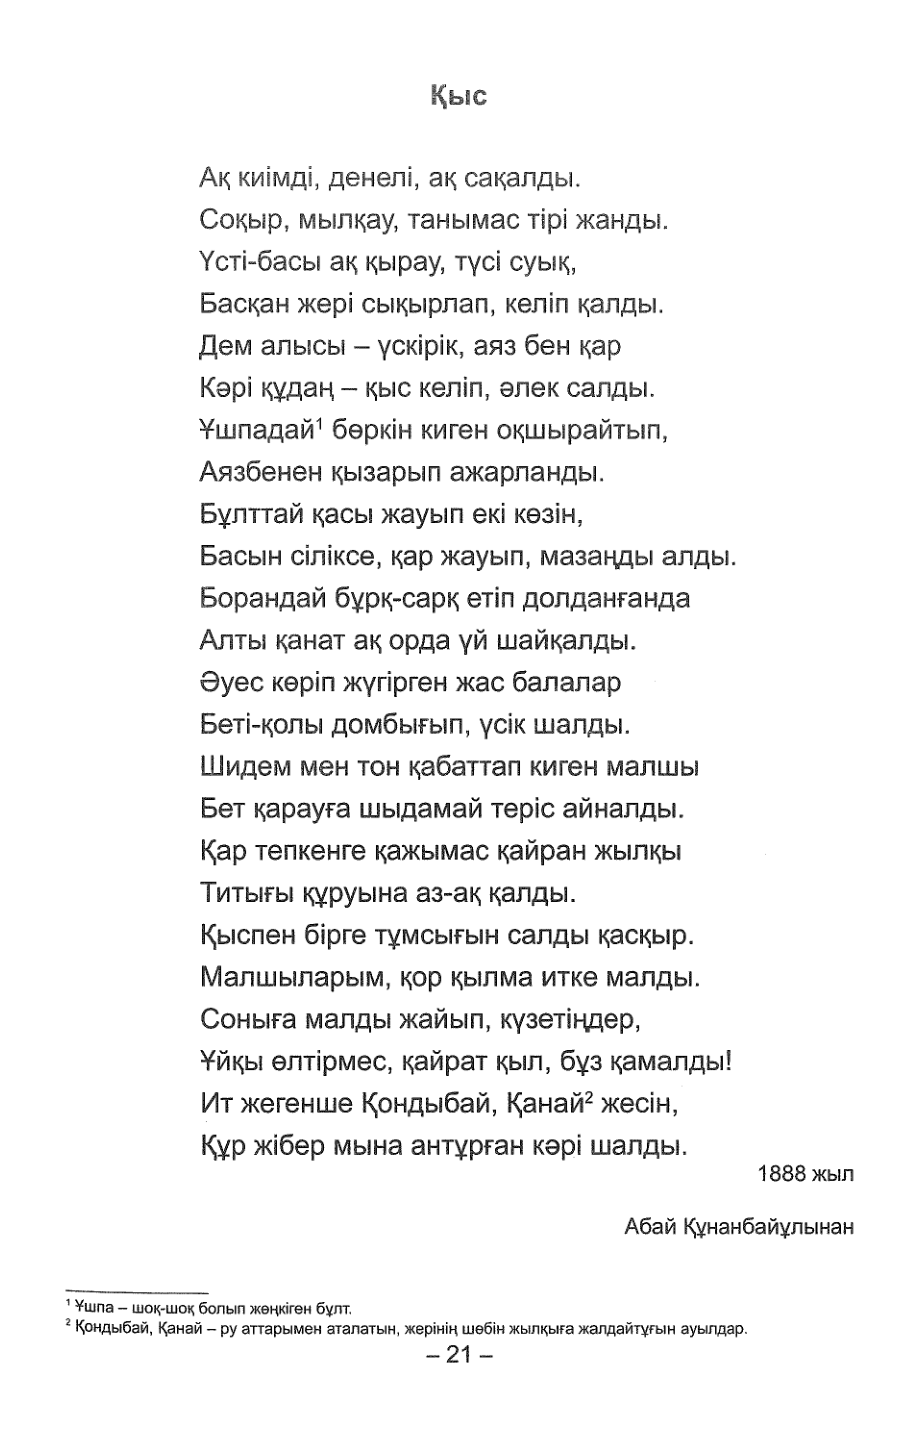 Қыс
Ақ киімді, денелі, ақ сақалды.
Соқыр, мылқау, танымас тірі жанды.
Үсті-басы ақ қырау, түсі суық,
Басқан жері сықырлап, келіп қалды.
Дем алысы – үскірік, аяз бен қар
Кәрі құдаң – қыс келіп, әлек салды.
Ұшпадай¹ бөркін киген оқшырайтып,
Аязбенен қызарып ажарланды.
Бұлттай қасы жауып екі көзін,
Басын сіліксе, қар жауып, мазаңды алды.
Борандай бұрқ-сарқ етіп долданғанда
Алты қанат ақ орда үй шайқалды.
Әуес көріп жүгірген жас балалар
Беті-қолы домбығып, үсік шалды.
Шидем мен тон қабаттап киген малшы
Бет қарауға шыдамай теріс айналды.
Қар тепкенге қажымас қайран жылқы
Титығы құруына аз-ақ қалды.
Қыспен бірге тұмсығын салды қасқыр.
Малшыларым, қор қылма итке малды.
Соныға малды жайып, күзетіңдер,
Ұйқы өлтірмес, қайрат қыл, бұз қамалды!
Ит жегенше Қондыбай, Қанай² жесін,
Құр жібер мына антұрған кәрі шалды.
1888 жыл
Абай Құнанбайұлынан
¹ Ұшпа – шоқ-шоқ болып жөңкіген бұлт.
² Қондыбай, Қанай – ру аттарымен аталатын, жерінің шөбін жылқыға жалдайтұғын ауылдар.
– 21 –